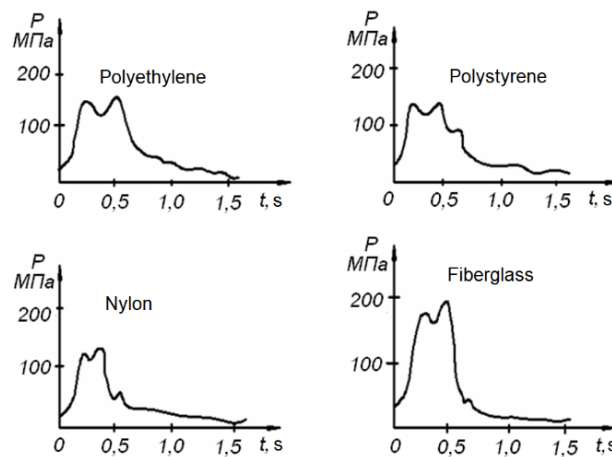 P
МПа
200
100
Polyethylene
0
0,5
1,0
1,5
t, s
P
МПа
200
100
Polystyrene
0
0,5
1,0
1,5
t, s
P
МПа
200
100
Nylon
0
0,5
1,0
1,5
t, s
P
МПа
200
100
Fiberglass
0
0,5
1,0
1,5
t, s